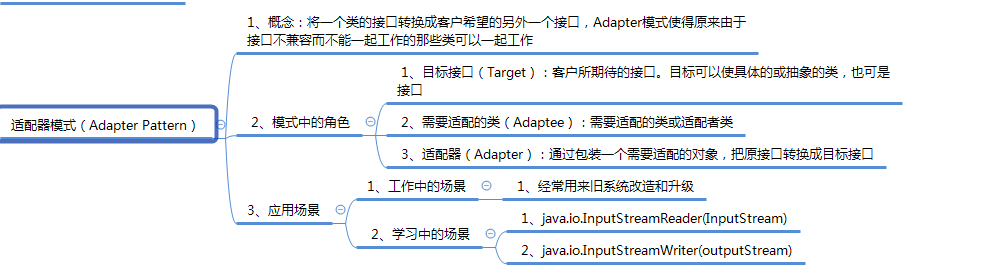 1、概念：将一个类的接口转换成客户希望的另外一个接口，Adapter模式使得原来由于
接口不兼容而不能一起工作的那些类可以一起工作
适配器模式（Adapter Pattern）
2、模式中的角色
1、目标接口（Target）：客户所期待的接口。目标可以使具体的或抽象的类，也可是
接口
2、需要适配的类（Adaptee）：需要适配的类或适配者类
3、适配器（Adapter）：通过包装一个需要适配的对象，把原接口转换成目标接口
3、应用场景
1、工作中的场景
1、经常用来旧系统改造和升级
2、学习中的场景
1、java.io.InputStreamReader(InputStream)
2、java.io.InputStreamWriter(outputStream)